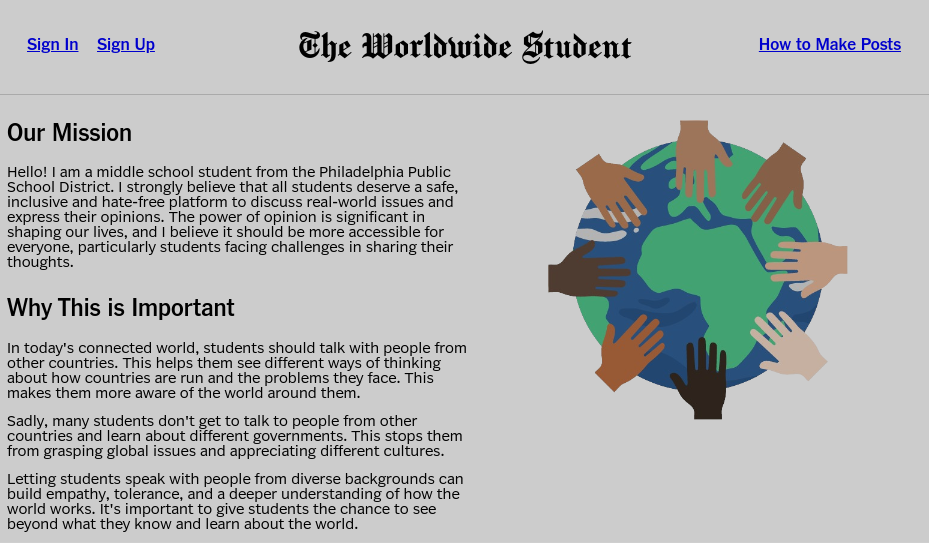 Sign In Sign Up The Worldwide Student How to Make Posts
Our Mission
Hello! I am a middle school student from the Philadelphia Public
School District. I strongly believe that all students deserve a safe,
inclusive and hate-free platform to discuss real-world issues and
express their opinions. The power of opinion is significant in
shaping our lives, and I believe it should be more accessible for
everyone, particularly students facing challenges in sharing their
thoughts.
Why This is Important
In today's connected world, students should talk with people from
other countries. This helps them see different ways of thinking
about how countries are run and the problems they face. This
makes them more aware of the world around them.
Sadly, many students don't get to talk to people from other
countries and learn about different governments. This stops them
from grasping global issues and appreciating different cultures.
Letting students speak with people from diverse backgrounds can
build empathy, tolerance, and a deeper understanding of how the
world works. It's important to give students the chance to see
beyond what they know and learn about the world.